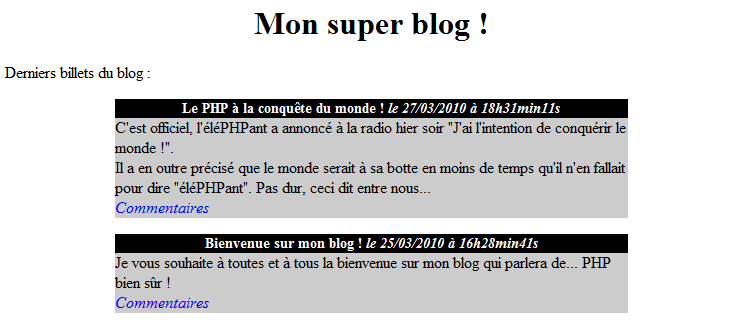 Mon super blog !
Derniers billets du blog :
Le PHP à la conquête du monde ! le 27/03/2010 à 18h31min11s
C'est officiel, l'éléPHPant a annoncé à la radio hier soir "J'ai l'intention de conquérir le
monde !".
Il a en outre précisé que le monde serait à sa botte en moins de temps qu'il n'en fallait
pour dire "éléPHPant". Pas dur, ceci dit entre nous...
Commentaires
Bienvenue sur mon blog ! le 25/03/2010 à 16h28min41s
Je vous souhaite à toutes et à tous la bienvenue sur mon blog qui parlera de... PHP
bien sûr !
Commentaires